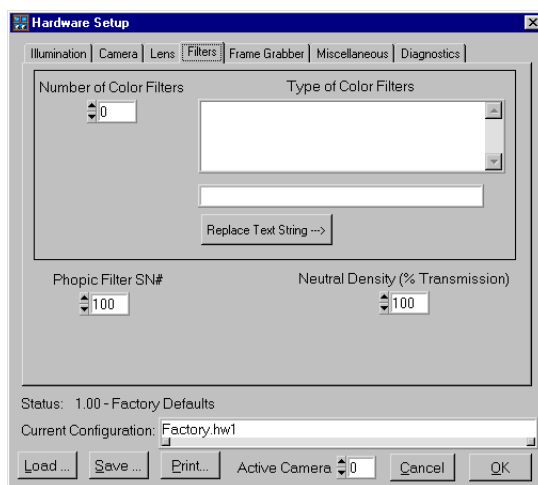 Hardware Setup
Illumination Camera Lens Filters Frame Grabber Miscellaneous Diagnostics
Number of Color Filters
0
Type of Color Filters
Replace Text String --->
Phopic Filter SN#
100
Neutral Density (% Transmission)
100
Status: 1.00 - Factory Defaults
Current Configuration: Factory.hw1
Load ... Save ... Print... Active Camera 0 Cancel OK